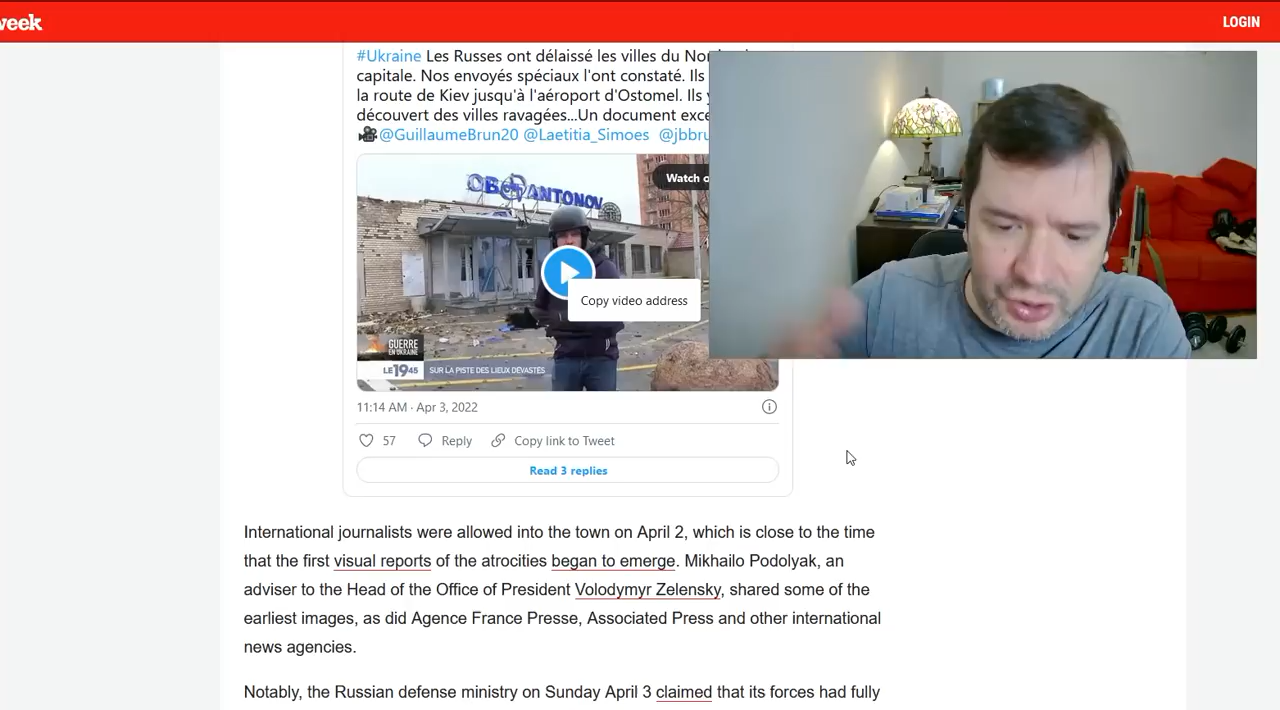 week
LOGIN
#Ukraine Les Russes ont délaissé les villes du
capitale. Nos envoyés spéciaux l'ont constaté. Ils
la route de Kiev jusqu'à l'aéroport d'Ostomel. Ils
découvert des villes ravagées...Un document
@GuillaumeBrun20 @Laetitia_Simoes
Watch
ANTONOV
Copy video address
GUERRE
EN UKRAINE
LE 19 45
SUR LA PISTE DES LIEUX DÉVASTÉS
11:14 AM · Apr 3, 2022
57 Reply Copy link to Tweet
Read 3 replies
International journalists were allowed into the town on April 2, which is close to the time
that the first visual reports of the atrocities began to emerge. Mikhailo Podolyak, an
adviser to the Head of the Office of President Volodymyr Zelensky, shared some of the
earliest images, as did Agence France Presse, Associated Press and other international
news agencies.
Notably, the Russian defense ministry on Sunday April 3 claimed that its forces had fully